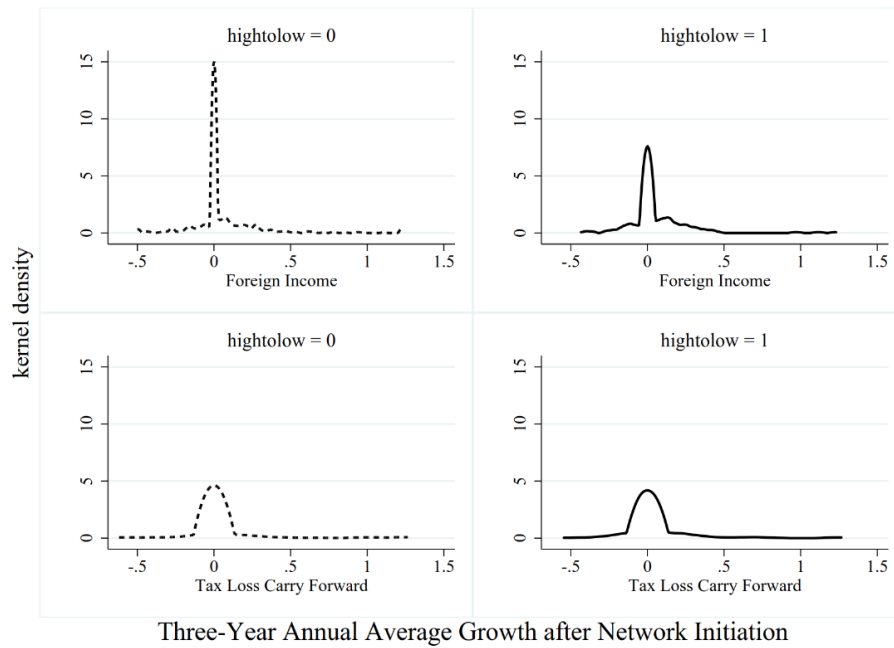 hightolow = 0
15
10
5
0
-.5 0 .5 1 1.5
Foreign Income
hightolow = 1
15
10
5
0
-.5 0 .5 1 1.5
Foreign Income
hightolow = 0
15
10
5
0
-.5 0 .5 1 1.5
Tax Loss Carry Forward
hightolow = 1
15
10
5
0
-.5 0 .5 1 1.5
Tax Loss Carry Forward
kernel density
Three-Year Annual Average Growth after Network Initiation